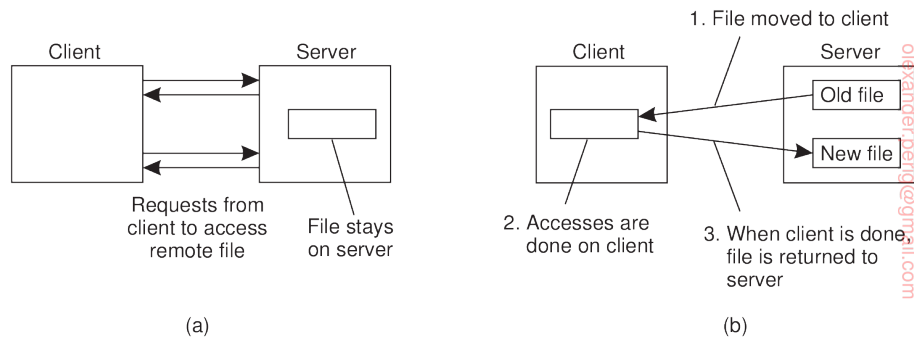 Client
Server
Requests from
client to access
remote file
File stays
on server
(a)
1. File moved to client
Client
Server
Old file
New file
2. Accesses are
done on client
3. When client is done,
file is returned to
server
(b)
olexander.perig@gmail.com